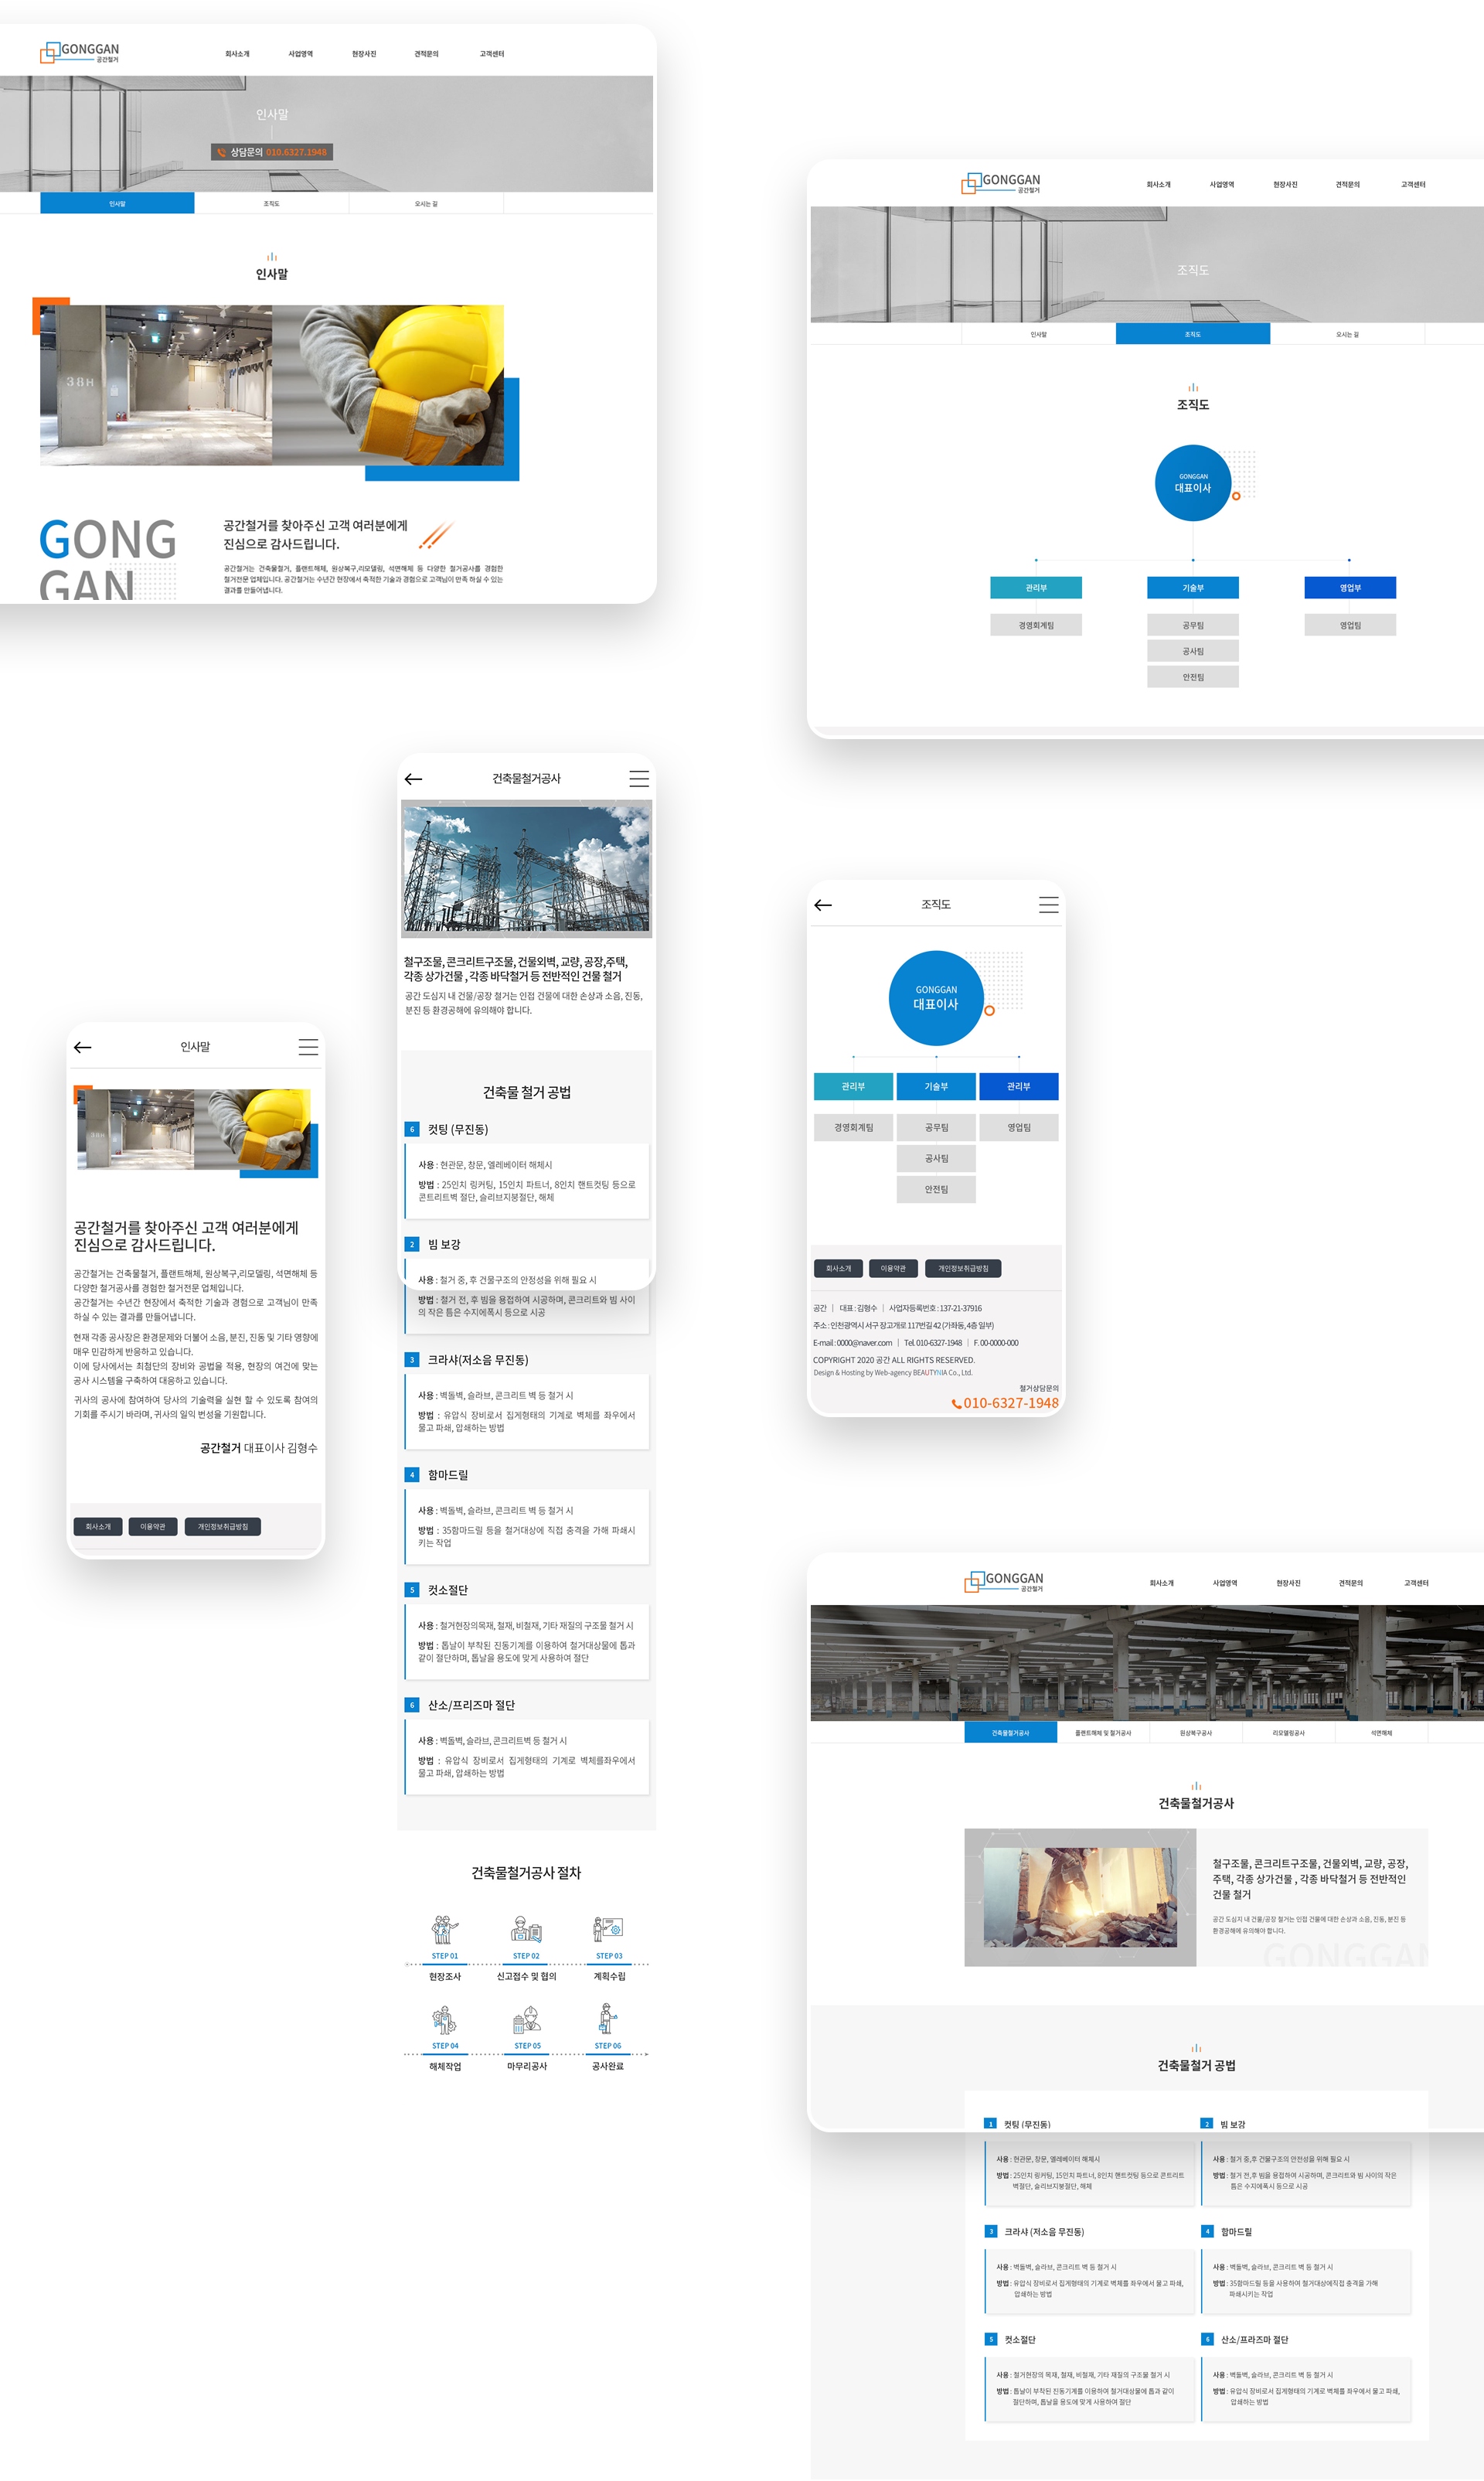 GONGGAN
공간철거
회사소개 사업영역 현장사진 견적문의 고객센터
인사말
상담문의 010.6327.1948
인사말 조직도 오시는 길
인사말
38H
GONG
GAN
공간철거를 찾아주신 고객 여러분에게
진심으로 감사드립니다.
공간철거는 건축물철거, 플랜트해체, 원상복구,리모델링, 석면해체 등 다양한 철거공사를 경험한
철거전문 업체입니다. 공간철거는 수년간 현장에서 축적한 기술과 경험으로 고객님이 만족 하실 수 있는
결과를 만들어냅니다.
GONGGAN
공간철거
회사소개 사업영역 현장사진 견적문의 고객센터
조직도
인사말 조직도 오시는 길
조직도
GONGGAN
대표이사
관리부 기술부 영업부
경영회계팀 공무팀 영업팀
공사팀
안전팀
건축물철거공사
철구조물, 콘크리트구조물, 건물외벽, 교량, 공장,주택,
각종 상가건물 , 각종 바닥철거 등 전반적인 건물 철거
공간 도심지 내 건물/공장 철거는 인접 건물에 대한 손상과 소음, 진동,
분진 등 환경공해에 유의해야 합니다.
건축물 철거 공법
6 컷팅 (무진동)
사용 : 현관문, 창문, 엘레베이터 해체시
방법 : 25인치 링커팅, 15인치 파트너, 8인치 핸트컷팅 등으로
콘트리트벽 절단, 슬리브지붕절단, 해체
2 빔 보강
사용 : 철거 중, 후 건물구조의 안정성을 위해 필요 시
방법 : 철거 전, 후 빔을 용접하여 시공하며, 콘크리트와 빔 사이
의 작은 틈은 수지에폭시 등으로 시공
3 크라샤(저소음 무진동)
사용 : 벽돌벽, 슬라브, 콘크리트 벽 등 철거 시
방법 : 유압식 장비로서 집게형태의 기계로 벽체를 좌우에서
물고 파쇄, 압쇄하는 방법
4 함마드릴
사용 : 벽돌벽, 슬라브, 콘크리트 벽 등 철거 시
방법 : 35함마드릴 등을 철거대상에 직접 충격을 가해 파쇄시
키는 작업
5 컷소절단
사용 : 철거현장의목재, 철재, 비철재, 기타 재질의 구조물 철거 시
방법 : 톱날이 부착된 진동기계를 이용하여 철거대상물에 톱과
같이 절단하며, 톱날을 용도에 맞게 사용하여 절단
6 산소/프리즈마 절단
사용 : 벽돌벽, 슬라브, 콘크리트벽 등 철거 시
방법 : 유압식 장비로서 집게형태의 기계로 벽체를좌우에서
물고 파쇄, 압쇄하는 방법
건축물철거공사 절차
STEP 01 STEP 02 STEP 03
현장조사 신고접수 및 협의 계획수립
STEP 04 STEP 05 STEP 06
해체작업 마무리공사 공사완료
인사말
38H
공간철거를 찾아주신 고객 여러분에게
진심으로 감사드립니다.
공간철거는 건축물철거, 플랜트해체, 원상복구,리모델링, 석면해체 등
다양한 철거공사를 경험한 철거전문 업체입니다.
공간철거는 수년간 현장에서 축적한 기술과 경험으로 고객님이 만족
하실 수 있는 결과를 만들어냅니다.
현재 각종 공사장은 환경문제와 더불어 소음, 분진, 진동 및 기타 영향에
매우 민감하게 반응하고 있습니다.
이에 당사에서는 최첨단의 장비와 공법을 적용, 현장의 여건에 맞는
공사 시스템을 구축하여 대응하고 있습니다.
귀사의 공사에 참여하여 당사의 기술력을 실현 할 수 있도록 참여의
기회를 주시기 바라며, 귀사의 일익 번성을 기원합니다.
공간철거 대표이사 김형수
회사소개 이용약관 개인정보취급방침
조직도
GONGGAN
대표이사
관리부 기술부 관리부
경영회계팀 공무팀 영업팀
공사팀
안전팀
회사소개 이용약관 개인정보취급방침
공간 | 대표 : 김형수 | 사업자등록번호 : 137-21-37916
주소 : 인천광역시 서구 장고개로 117번길 42 (가좌동, 4층 일부)
E-mail : 0000@naver.com | Tel. 010-6327-1948 | F. 00-0000-000
COPYRIGHT 2020 공간 ALL RIGHTS RESERVED.
Design & Hosting by Web-agency BEAUTYNIA Co., Ltd.
철거상담문의
010-6327-1948
GONGGAN
공간철거
회사소개 사업영역 현장사진 견적문의 고객센터
건축물철거공사 플랜트해체 및 철거공사 원상복구공사 리모델링공사 석면해체
건축물철거공사
철구조물, 콘크리트구조물, 건물외벽, 교량, 공장,
주택, 각종 상가건물 , 각종 바닥철거 등 전반적인
건물 철거
공간 도심지 내 건물/공장 철거는 인접 건물에 대한 손상과 소음, 진동, 분진 등
환경공해에 유의해야 합니다.
GONGGAN
건축물철거 공법
1 컷팅 (무진동) 2 빔 보강
사용 : 현관문, 창문, 엘레베이터 해체시
방법 : 25인치 링커팅, 15인치 파트너, 8인치 핸트컷팅 등으로 콘트리트
벽절단, 슬리브지붕절단, 해체
사용 : 철거 중,후 건물구조의 안전성을 위해 필요 시
방법 : 철거 전,후 빔을 용접하여 시공하며, 콘크리트와 빔 사이의 작은
틈은 수지에폭시 등으로 시공
3 크라샤 (저소음 무진동) 4 함마드릴
사용 : 벽돌벽, 슬라브, 콘크리트 벽 등 철거 시
방법 : 유압식 장비로서 집게형태의 기계로 벽체를 좌우에서 물고 파쇄,
압쇄하는 방법
사용 : 벽돌벽, 슬라브, 콘크리트 벽 등 철거 시
방법 : 35함마드릴 등을 사용하여 철거대상에직접 충격을 가해
파쇄시키는 작업
5 컷소절단 6 산소/프라즈마 절단
사용 : 철거현장의 목재, 철재, 비철재, 기타 재질의 구조물 철거 시
방법 : 톱날이 부착된 진동기계를 이용하여 철거대상물에 톱과 같이
절단하며, 톱날을 용도에 맞게 사용하여 절단
사용 : 벽돌벽, 슬라브, 콘크리트 벽 등 철거 시
방법 : 유압식 장비로서 집게형태의 기계로 벽체를 좌우에서 물고 파쇄,
압쇄하는 방법